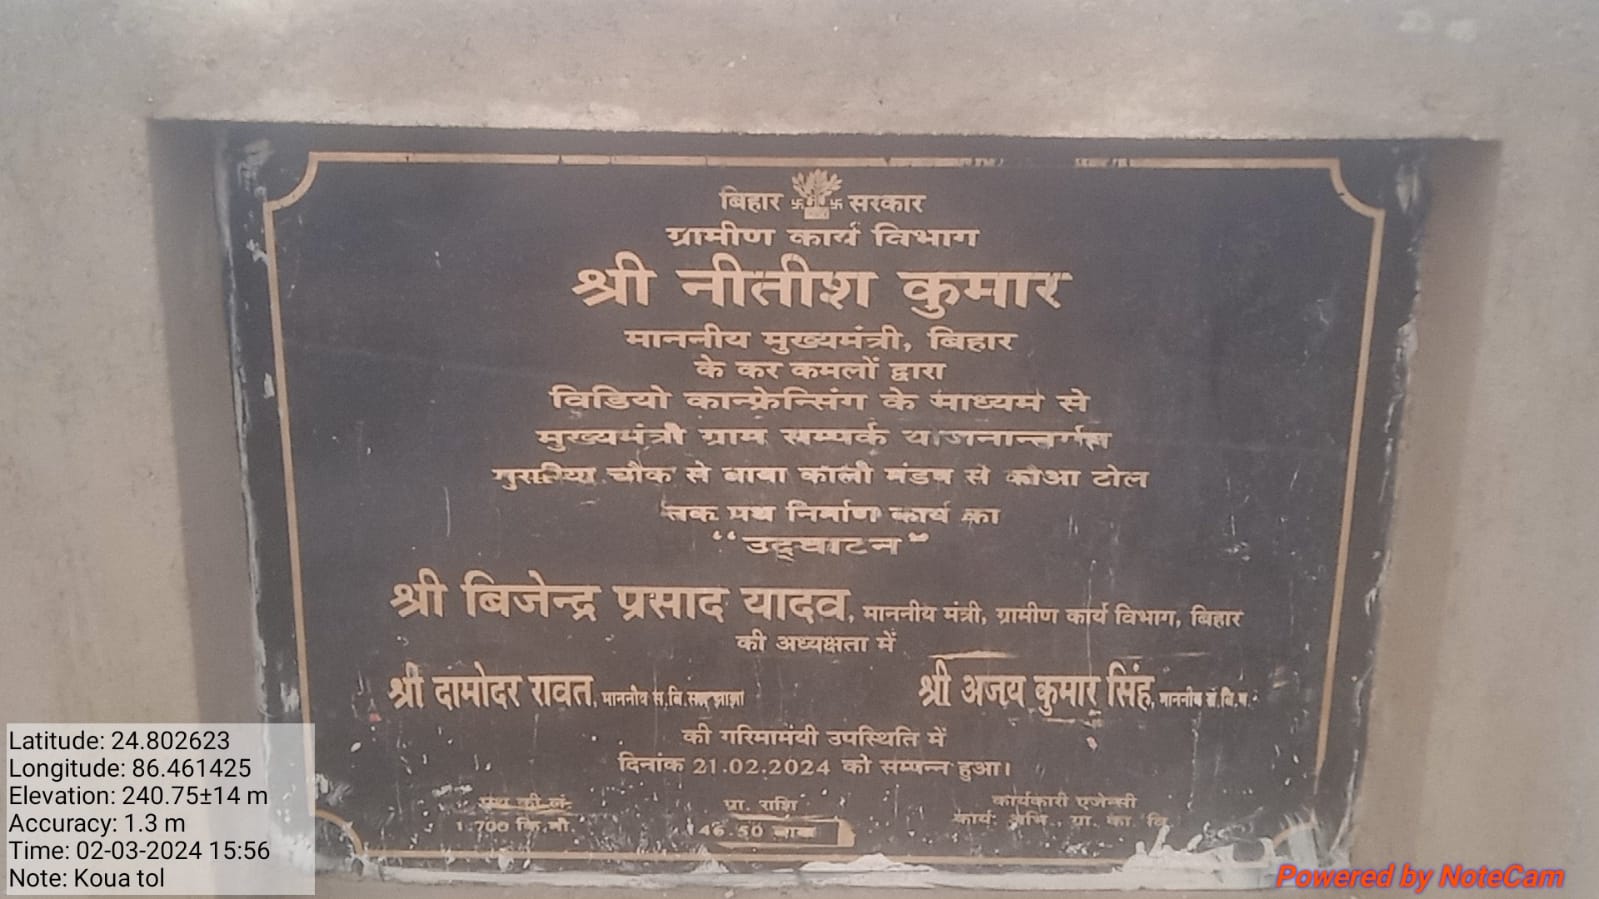 बिहार सरकार
ग्रामीण कार्य विभाग
श्री नीतीश कुमार
माननीय मुख्यमंत्री, बिहार
के कर कमलों द्वारा
विडियो कान्फ्रेन्सिंग के माध्यम से
मुख्यमंत्री ग्राम सम्पर्क योजनान्तर्गत
चौक से बाबा काली मंडप से कौआ टोल
तक पथ निर्माण कार्य का
“उद्घाटन”
श्री बिजेन्द्र प्रसाद यादव, माननीय मंत्री, ग्रामीण कार्य विभाग, बिहार
की अध्यक्षता में
श्री दामोदर रावत, माननीय स.वि.स. झाझा
श्री अजय कुमार सिंह, माननीय स.वि.प.
की गरिमामंयी उपस्थिति में
दिनांक 21.02.2024 को सम्पन्न हुआ।
पथ की लं.
प्रा. राशि
कार्यकारी एजेन्सी
1.700 कि.मी.
46.50 लाख
कार्य. अभि., ग्रा. का. वि.
Latitude: 24.802623
Longitude: 86.461425
Elevation: 240.75±14 m
Accuracy: 1.3 m
Time: 02-03-2024 15:56
Note: Koua tol
Powered by NoteCam